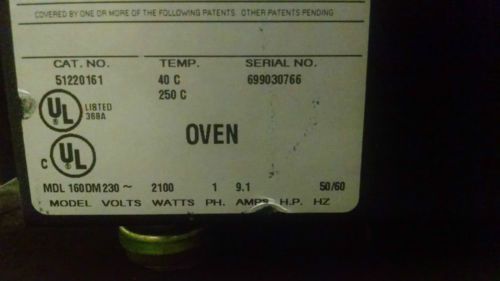 COVERED BY ONE OR MORE OF THE FOLLOWING PATENTS. OTHER PATENTS PENDING
CAT. NO. TEMP. SERIAL NO.
51220161 40 C 699030766
250 C
UL LISTED
368A
OVEN
C UL
MDL 160DM 230 ~ 2100 1 9.1 50/60
MODEL VOLTS WATTS PH. AMPS H.P. HZ